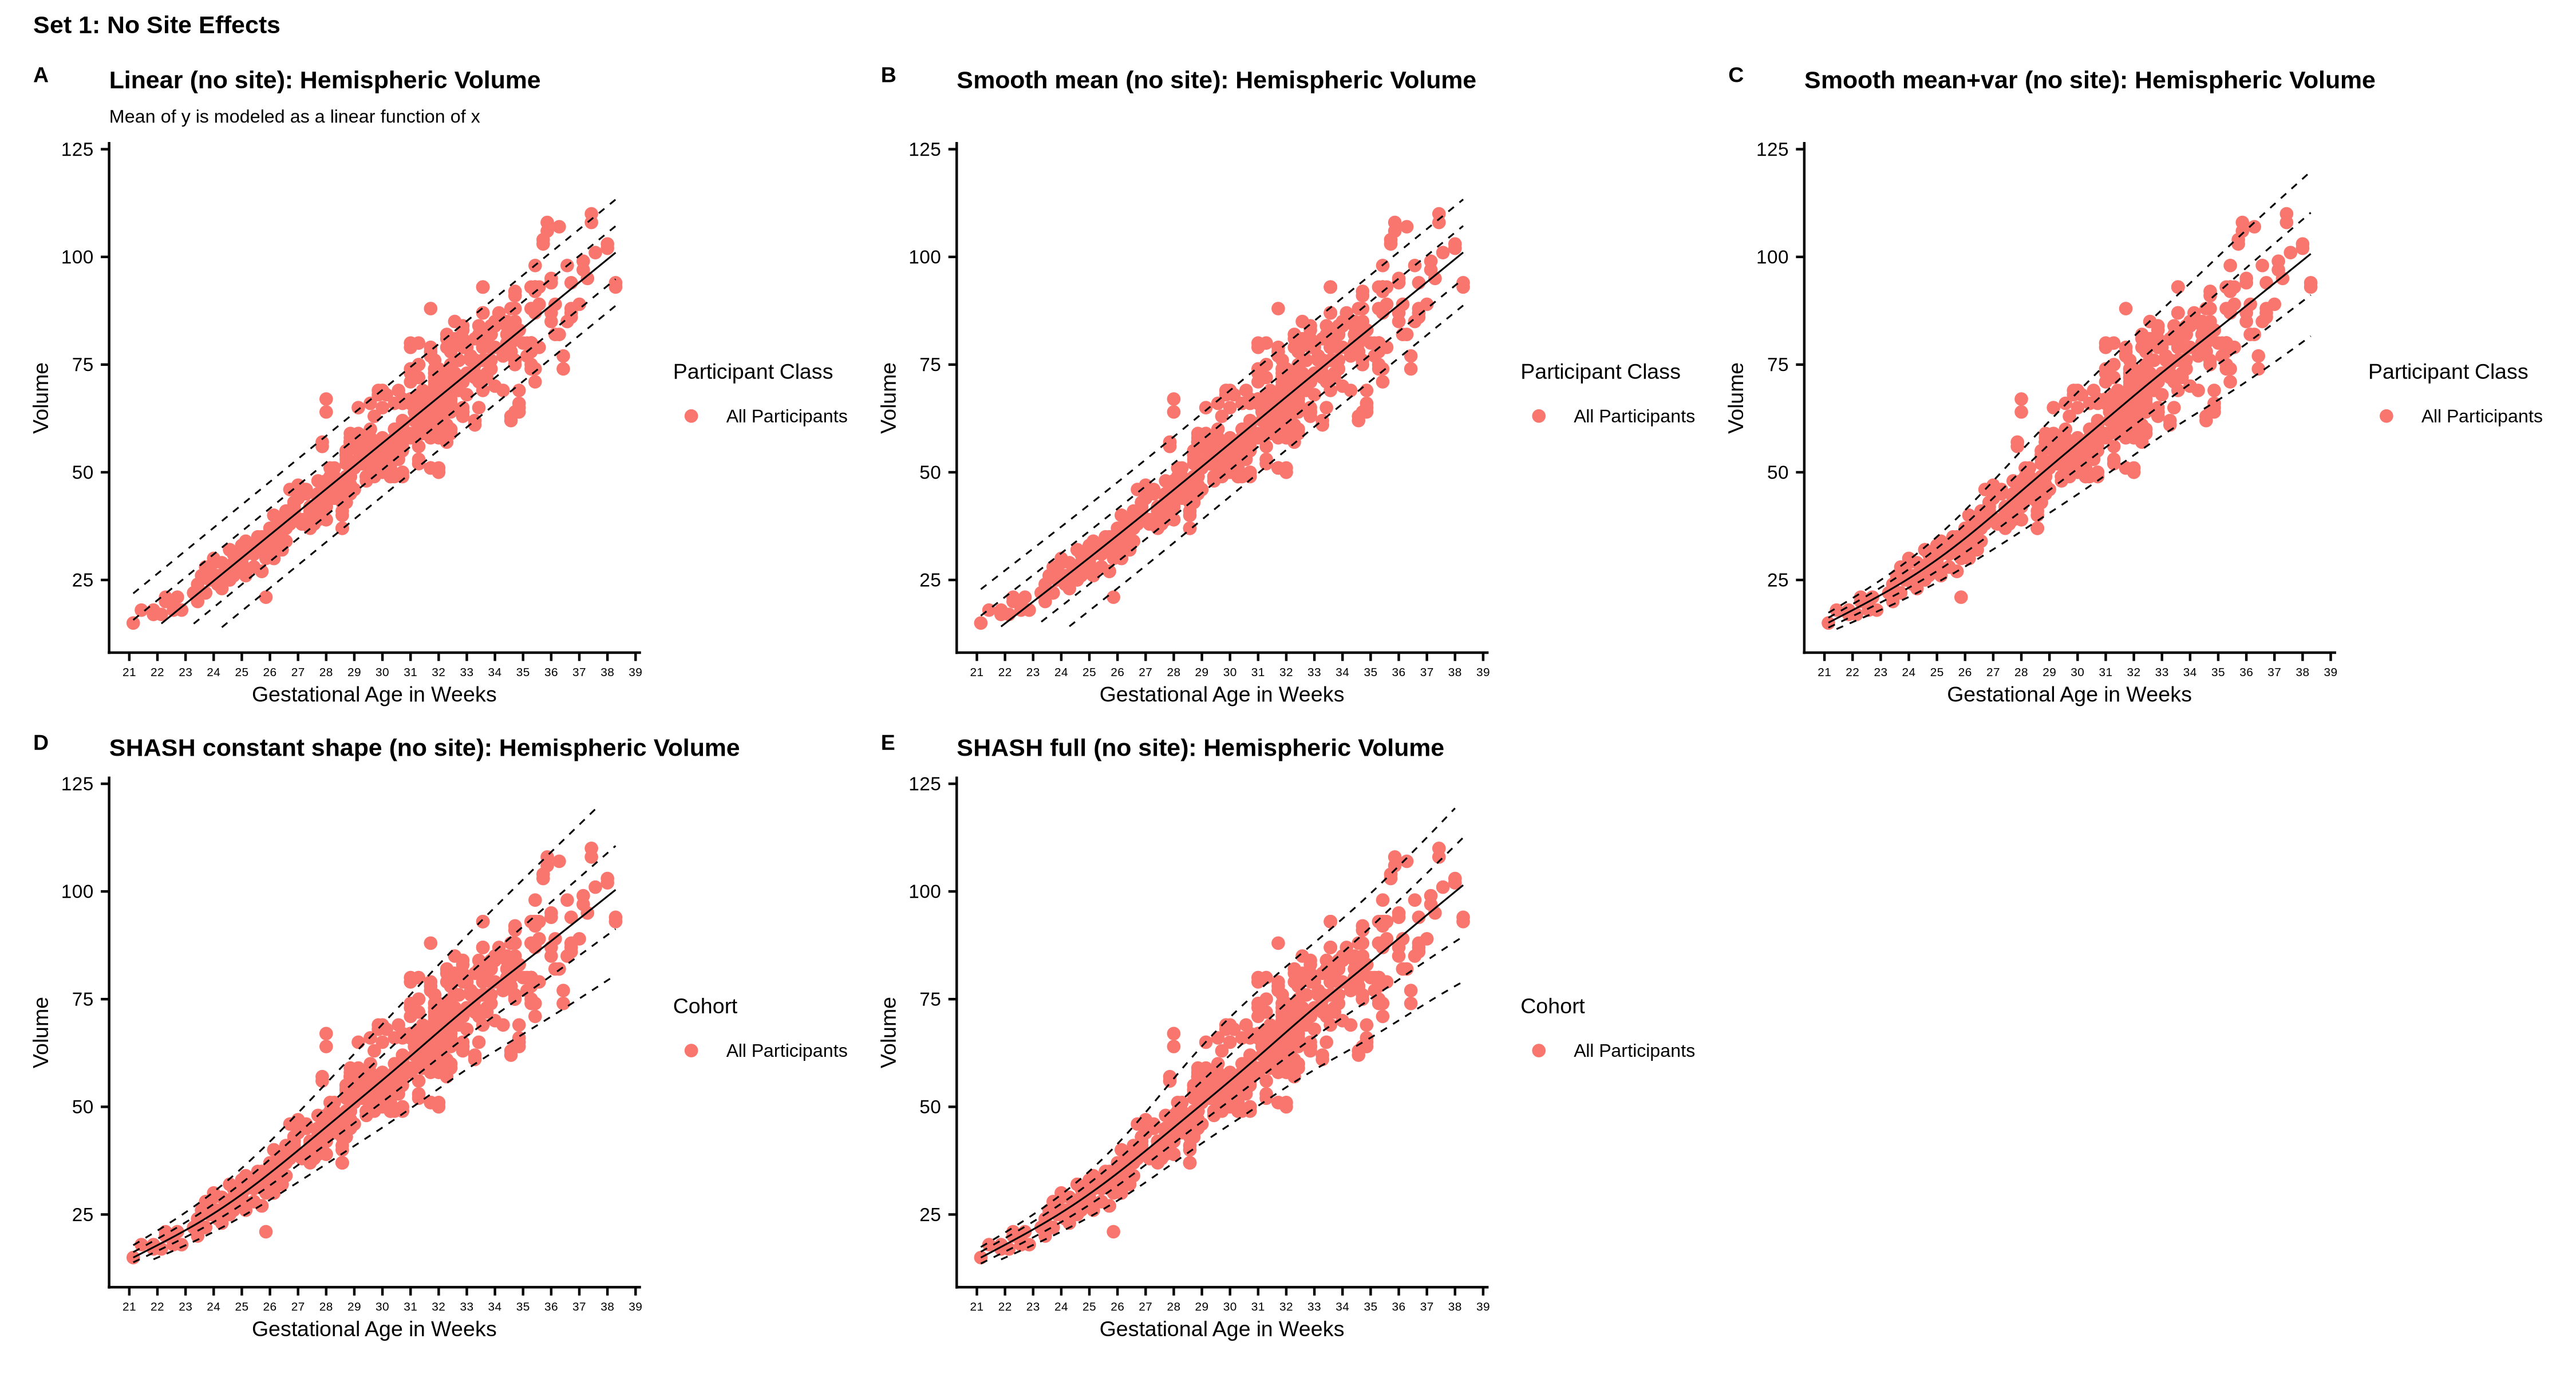 Set 1: No Site Effects
A
Linear (no site): Hemispheric Volume
Mean of y is modeled as a linear function of x
125
100
75
50
25
Volume
21 22 23 24 25 26 27 28 29 30 31 32 33 34 35 36 37 38 39
Gestational Age in Weeks
Participant Class
All Participants
B
Smooth mean (no site): Hemispheric Volume
125
100
75
50
25
Volume
21 22 23 24 25 26 27 28 29 30 31 32 33 34 35 36 37 38 39
Gestational Age in Weeks
Participant Class
All Participants
C
Smooth mean+var (no site): Hemispheric Volume
125
100
75
50
25
Volume
21 22 23 24 25 26 27 28 29 30 31 32 33 34 35 36 37 38 39
Gestational Age in Weeks
Participant Class
All Participants
D
SHASH constant shape (no site): Hemispheric Volume
125
100
75
50
25
Volume
21 22 23 24 25 26 27 28 29 30 31 32 33 34 35 36 37 38 39
Gestational Age in Weeks
Cohort
All Participants
E
SHASH full (no site): Hemispheric Volume
125
100
75
50
25
Volume
21 22 23 24 25 26 27 28 29 30 31 32 33 34 35 36 37 38 39
Gestational Age in Weeks
Cohort
All Participants